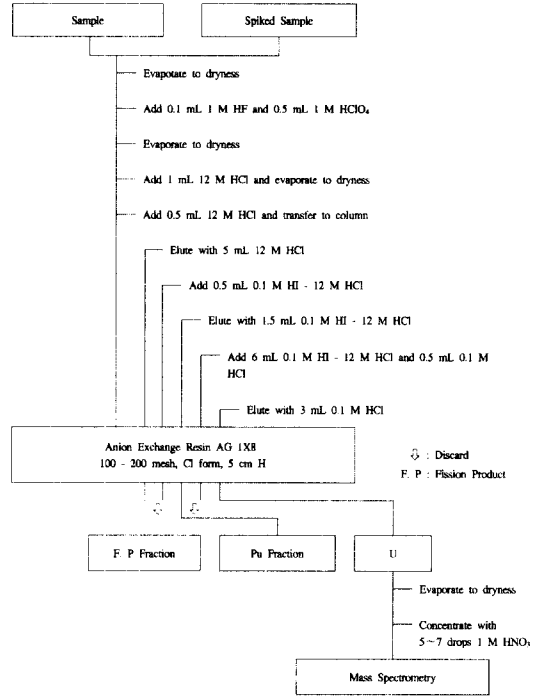 Sample
Spiked Sample
Evapotate to dryness
Add 0.1 mL 1 M HF and 0.5 mL 1 M HClO₄
Evaporate to dryness
Add 1 mL 12 M HCl and evaporate to dryness
Add 0.5 mL 12 M HCl and transfer to column
Elute with 5 mL 12 M HCl
Add 0.5 mL 0.1 M HI - 12 M HCl
Elute with 1.5 mL 0.1 M HI - 12 M HCl
Add 6 mL 0.1 M HI - 12 M HCl and 0.5 mL 0.1 M
HCl
Elute with 3 mL 0.1 M HCl
Anion Exchange Resin AG 1X8
100 - 200 mesh, Cl form, 5 cm H
⇩ : Discard
F. P : Fission Product
F. P Fraction
Pu Fraction
U
Evaporate to dryness
Concentrate with
5~7 drops 1 M HNO₃
Mass Spectrometry